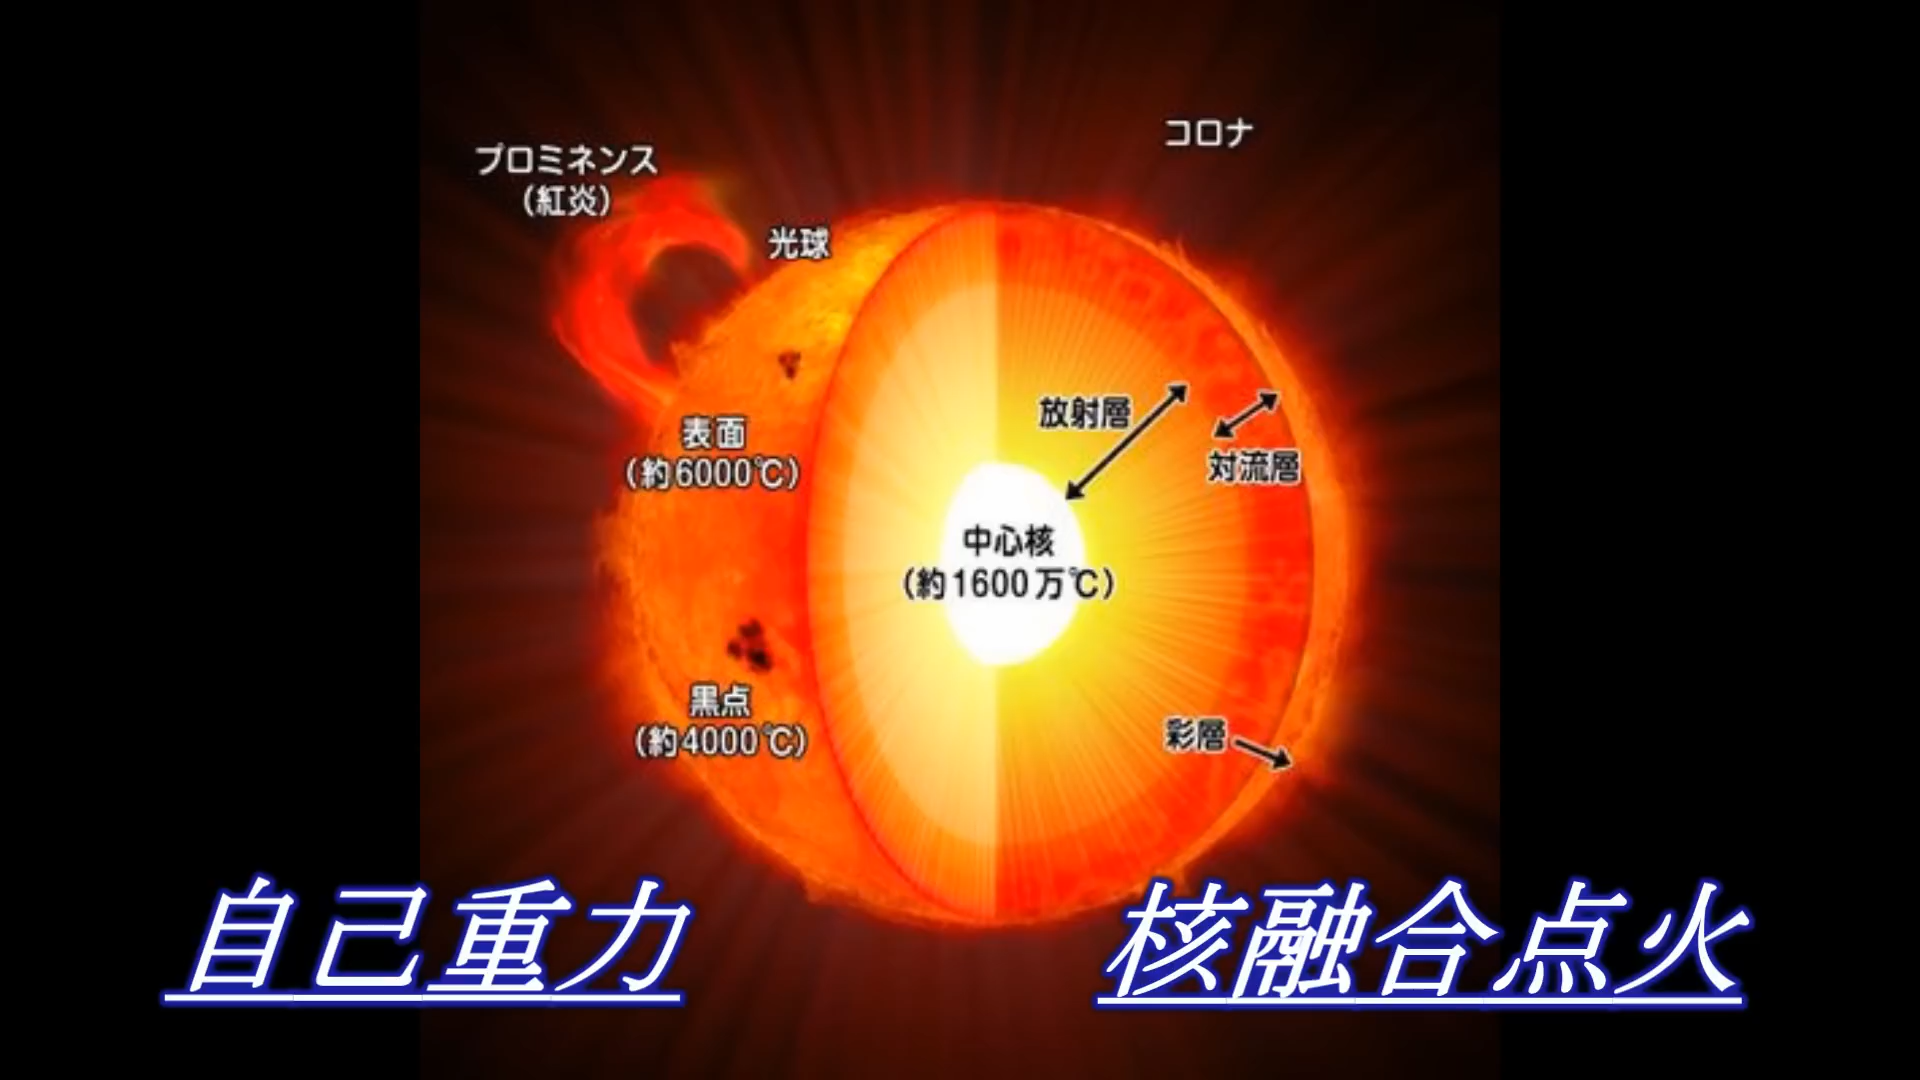 コロナ
プロミネンス
(紅炎)
光球
放射層
表面
(約6000℃)
対流層
中心核
(約1600万℃)
黒点
(約4000℃)
彩層
自己重力
核融合点火